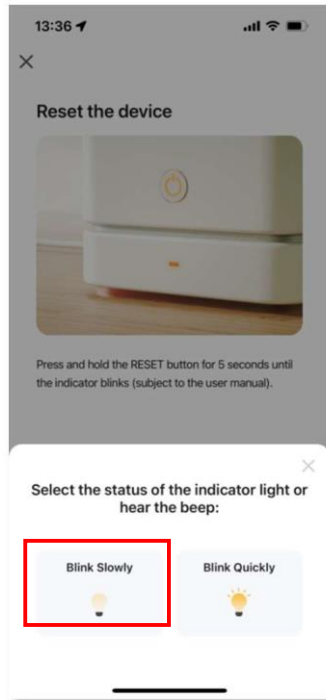 13:36
Reset the device
Press and hold the RESET button for 5 seconds until
the indicator blinks (subject to the user manual).
Select the status of the indicator light or
hear the beep:
Blink Slowly
Blink Quickly